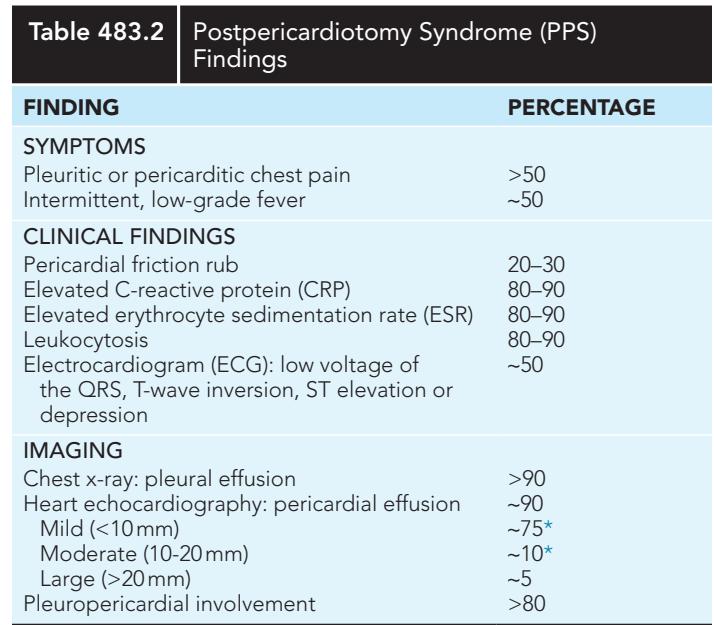 Table 483.2 Postpericardiotomy Syndrome (PPS)
Findings
FINDING PERCENTAGE
SYMPTOMS
Pleuritic or pericarditic chest pain >50
Intermittent, low-grade fever ~50
CLINICAL FINDINGS
Pericardial friction rub 20–30
Elevated C-reactive protein (CRP) 80–90
Elevated erythrocyte sedimentation rate (ESR) 80–90
Leukocytosis 80–90
Electrocardiogram (ECG): low voltage of ~50
the QRS, T-wave inversion, ST elevation or
depression
IMAGING
Chest x-ray: pleural effusion >90
Heart echocardiography: pericardial effusion ~90
Mild (<10 mm) ~75*
Moderate (10-20 mm) ~10*
Large (>20 mm) ~5
Pleuropericardial involvement >80